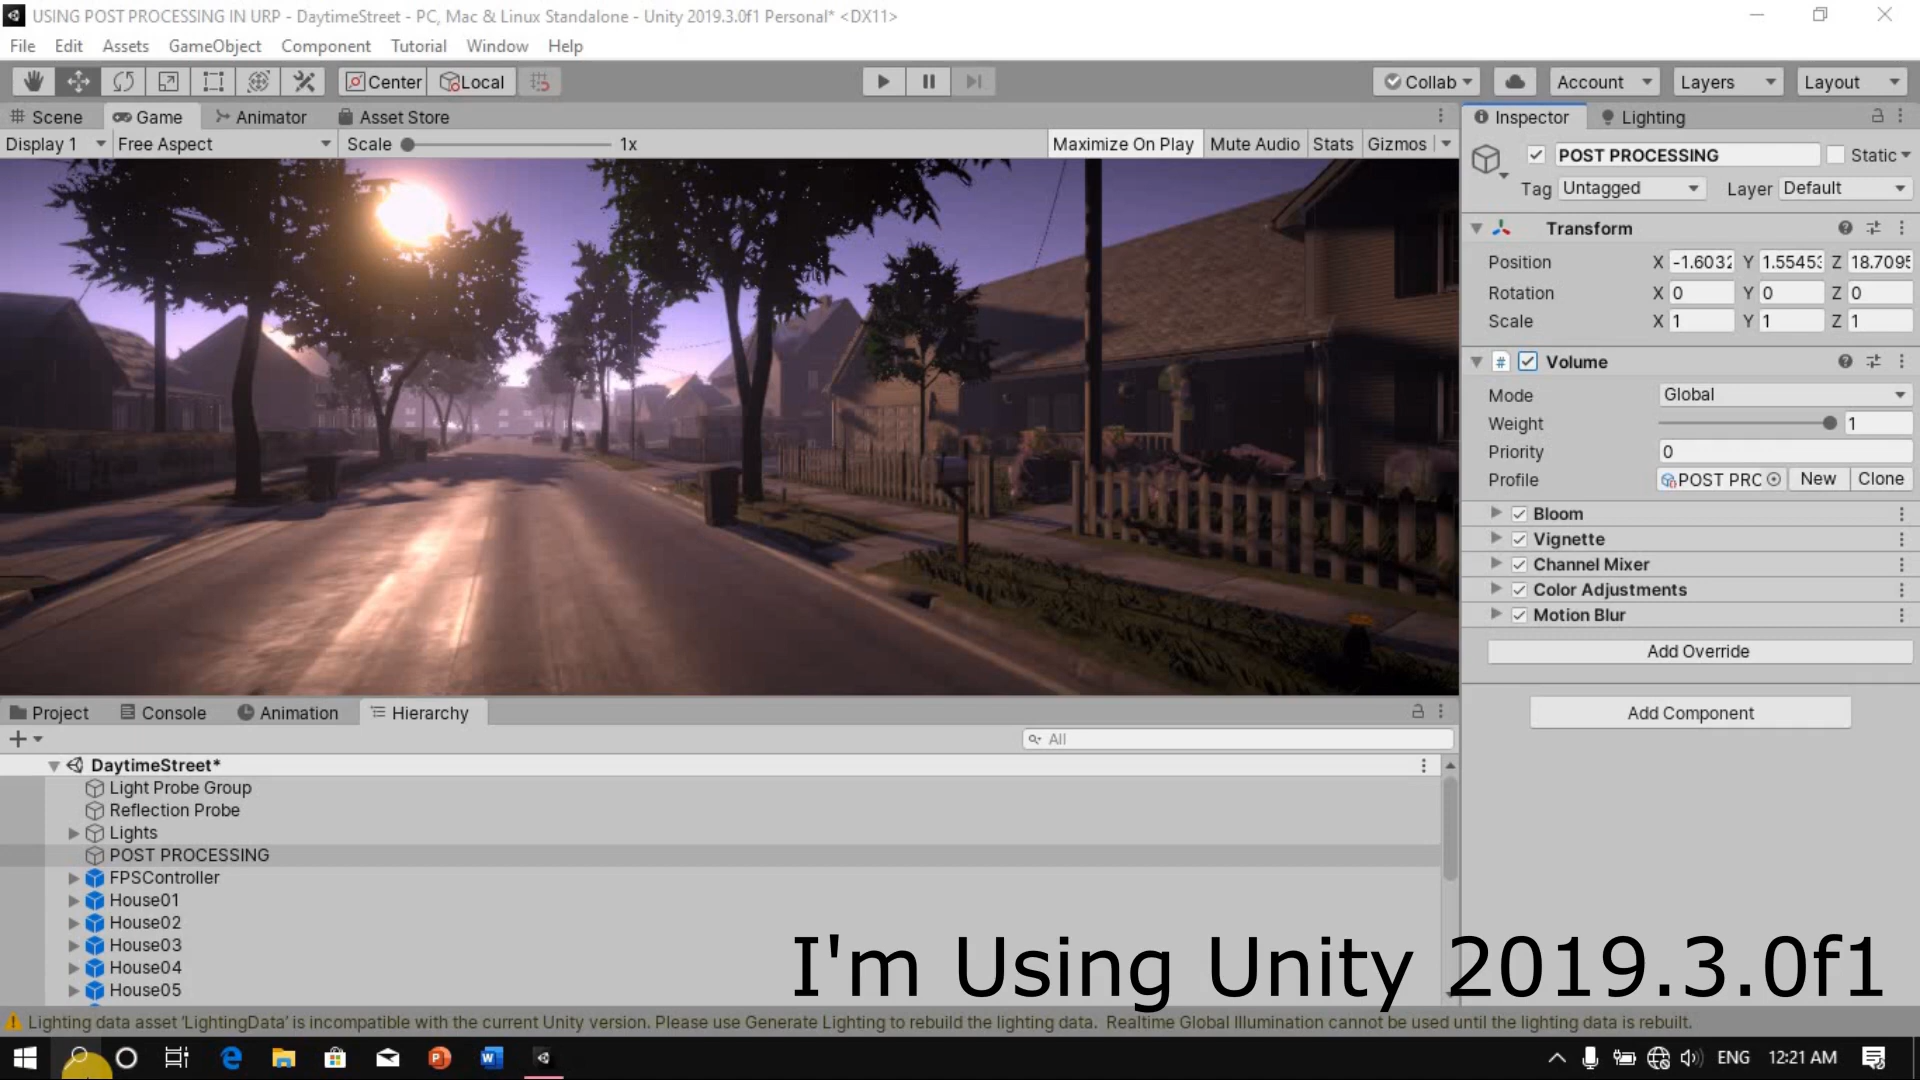 USING POST PROCESSING IN URP - DaytimeStreet - PC, Mac & Linux Standalone - Unity 2019.3.0f1 Personal* <DX11>
File Edit Assets GameObject Component Tutorial Window Help
Center Local Collab Account Layers Layout
Scene Game Animator Asset Store
Display 1 Free Aspect Scale 1x Maximize On Play Mute Audio Stats Gizmos
Inspector Lighting
POST PROCESSING Static
Tag Untagged Layer Default
Transform
Position X -1.6032 Y 1.5545 Z 18.709
Rotation X 0 Y 0 Z 0
Scale X 1 Y 1 Z 1
# Volume
Mode Global
Weight 1
Priority 0
Profile POST PRC New Clone
Bloom
Vignette
Channel Mixer
Color Adjustments
Motion Blur
Add Override
Add Component
Project Console Animation Hierarchy
All
DaytimeStreet*
Light Probe Group
Reflection Probe
Lights
POST PROCESSING
FPSController
House01
House02
House03
House04
House05
I'm Using Unity 2019.3.0f1
Lighting data asset 'LightingData' is incompatible with the current Unity version. Please use Generate Lighting to rebuild the lighting data. Realtime Global Illumination cannot be used until the lighting data is rebuilt.
ENG 12:21 AM